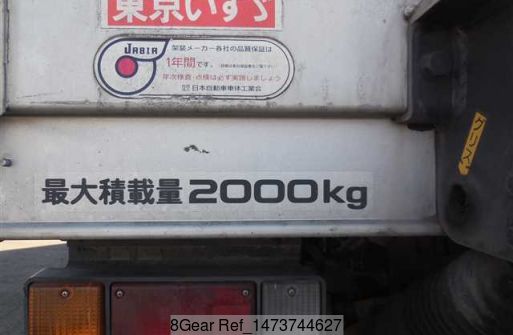 東京いすゞ
JABIA
架装メーカー各社の品質保証は
1年間です。
年次検査・点検は必ず実施しましょう
日本自動車車体工業会
グリス
最大積載量2000kg
8Gear Ref_1473744627